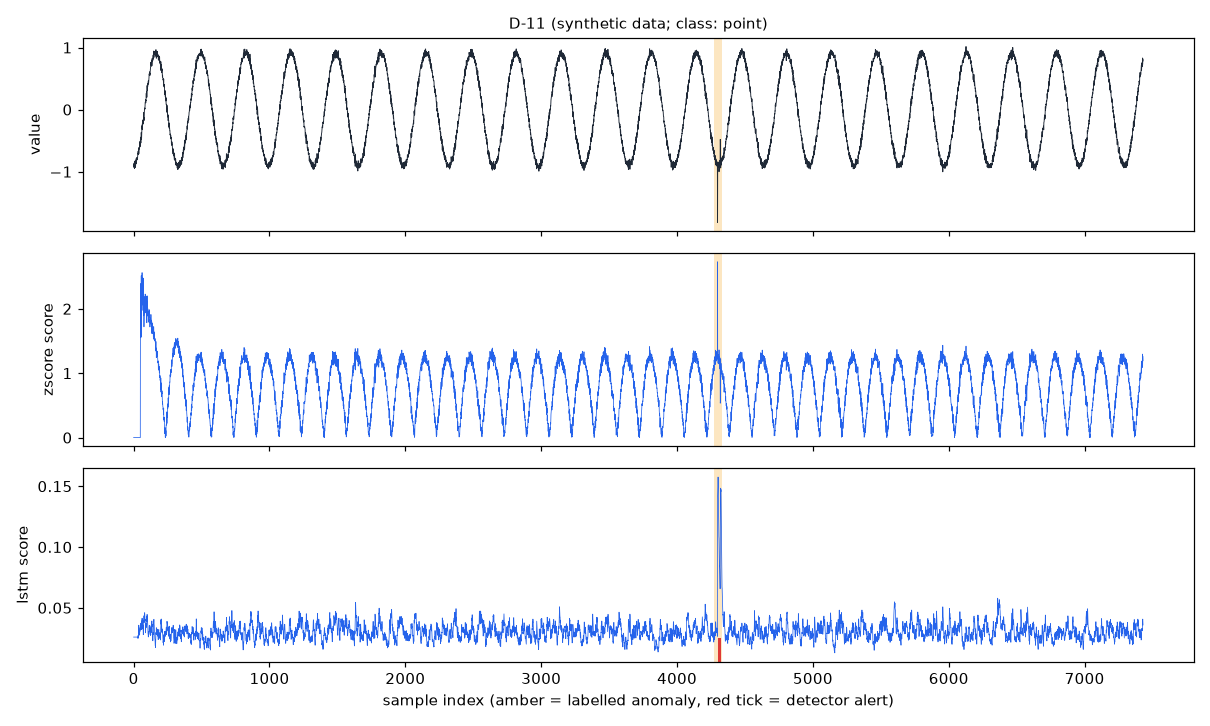 D-11 (synthetic data; class: point)
1
0
−1
value
2
1
0
zscore score
0.15
0.10
0.05
lstm score
0 1000 2000 3000 4000 5000 6000 7000
sample index (amber = labelled anomaly, red tick = detector alert)